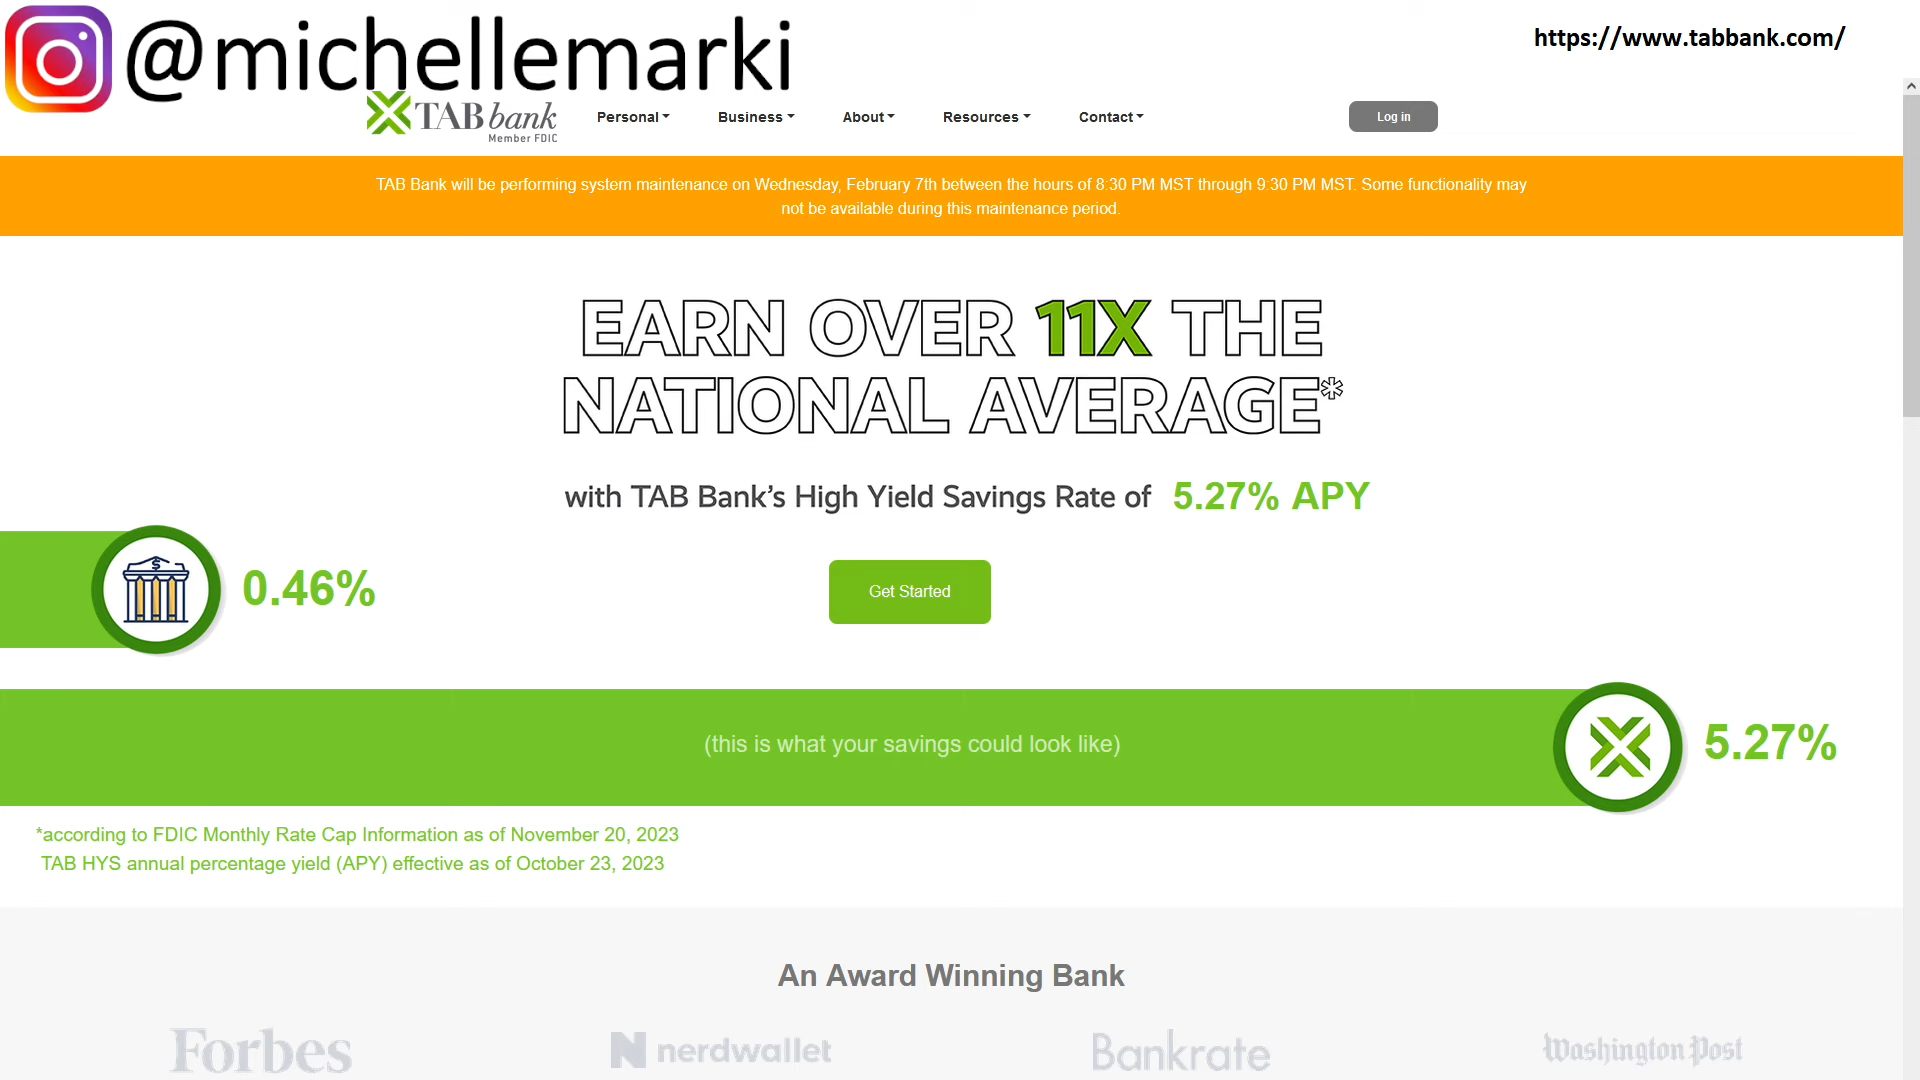 @michellemarki
https://www.tabbank.com/
TAB bank
Member FDIC
Personal
Business
About
Resources
Contact
Log in
TAB Bank will be performing system maintenance on Wednesday, February 7th between the hours of 8:30 PM MST through 9:30 PM MST. Some functionality may
not be available during this maintenance period.
EARN OVER 11X THE
NATIONAL AVERAGE*
with TAB Bank's High Yield Savings Rate of 5.27% APY
$
0.46%
Get Started
(this is what your savings could look like)
5.27%
*according to FDIC Monthly Rate Cap Information as of November 20, 2023
TAB HYS annual percentage yield (APY) effective as of October 23, 2023
An Award Winning Bank
Forbes
N nerdwallet
Bankrate
Washington Post